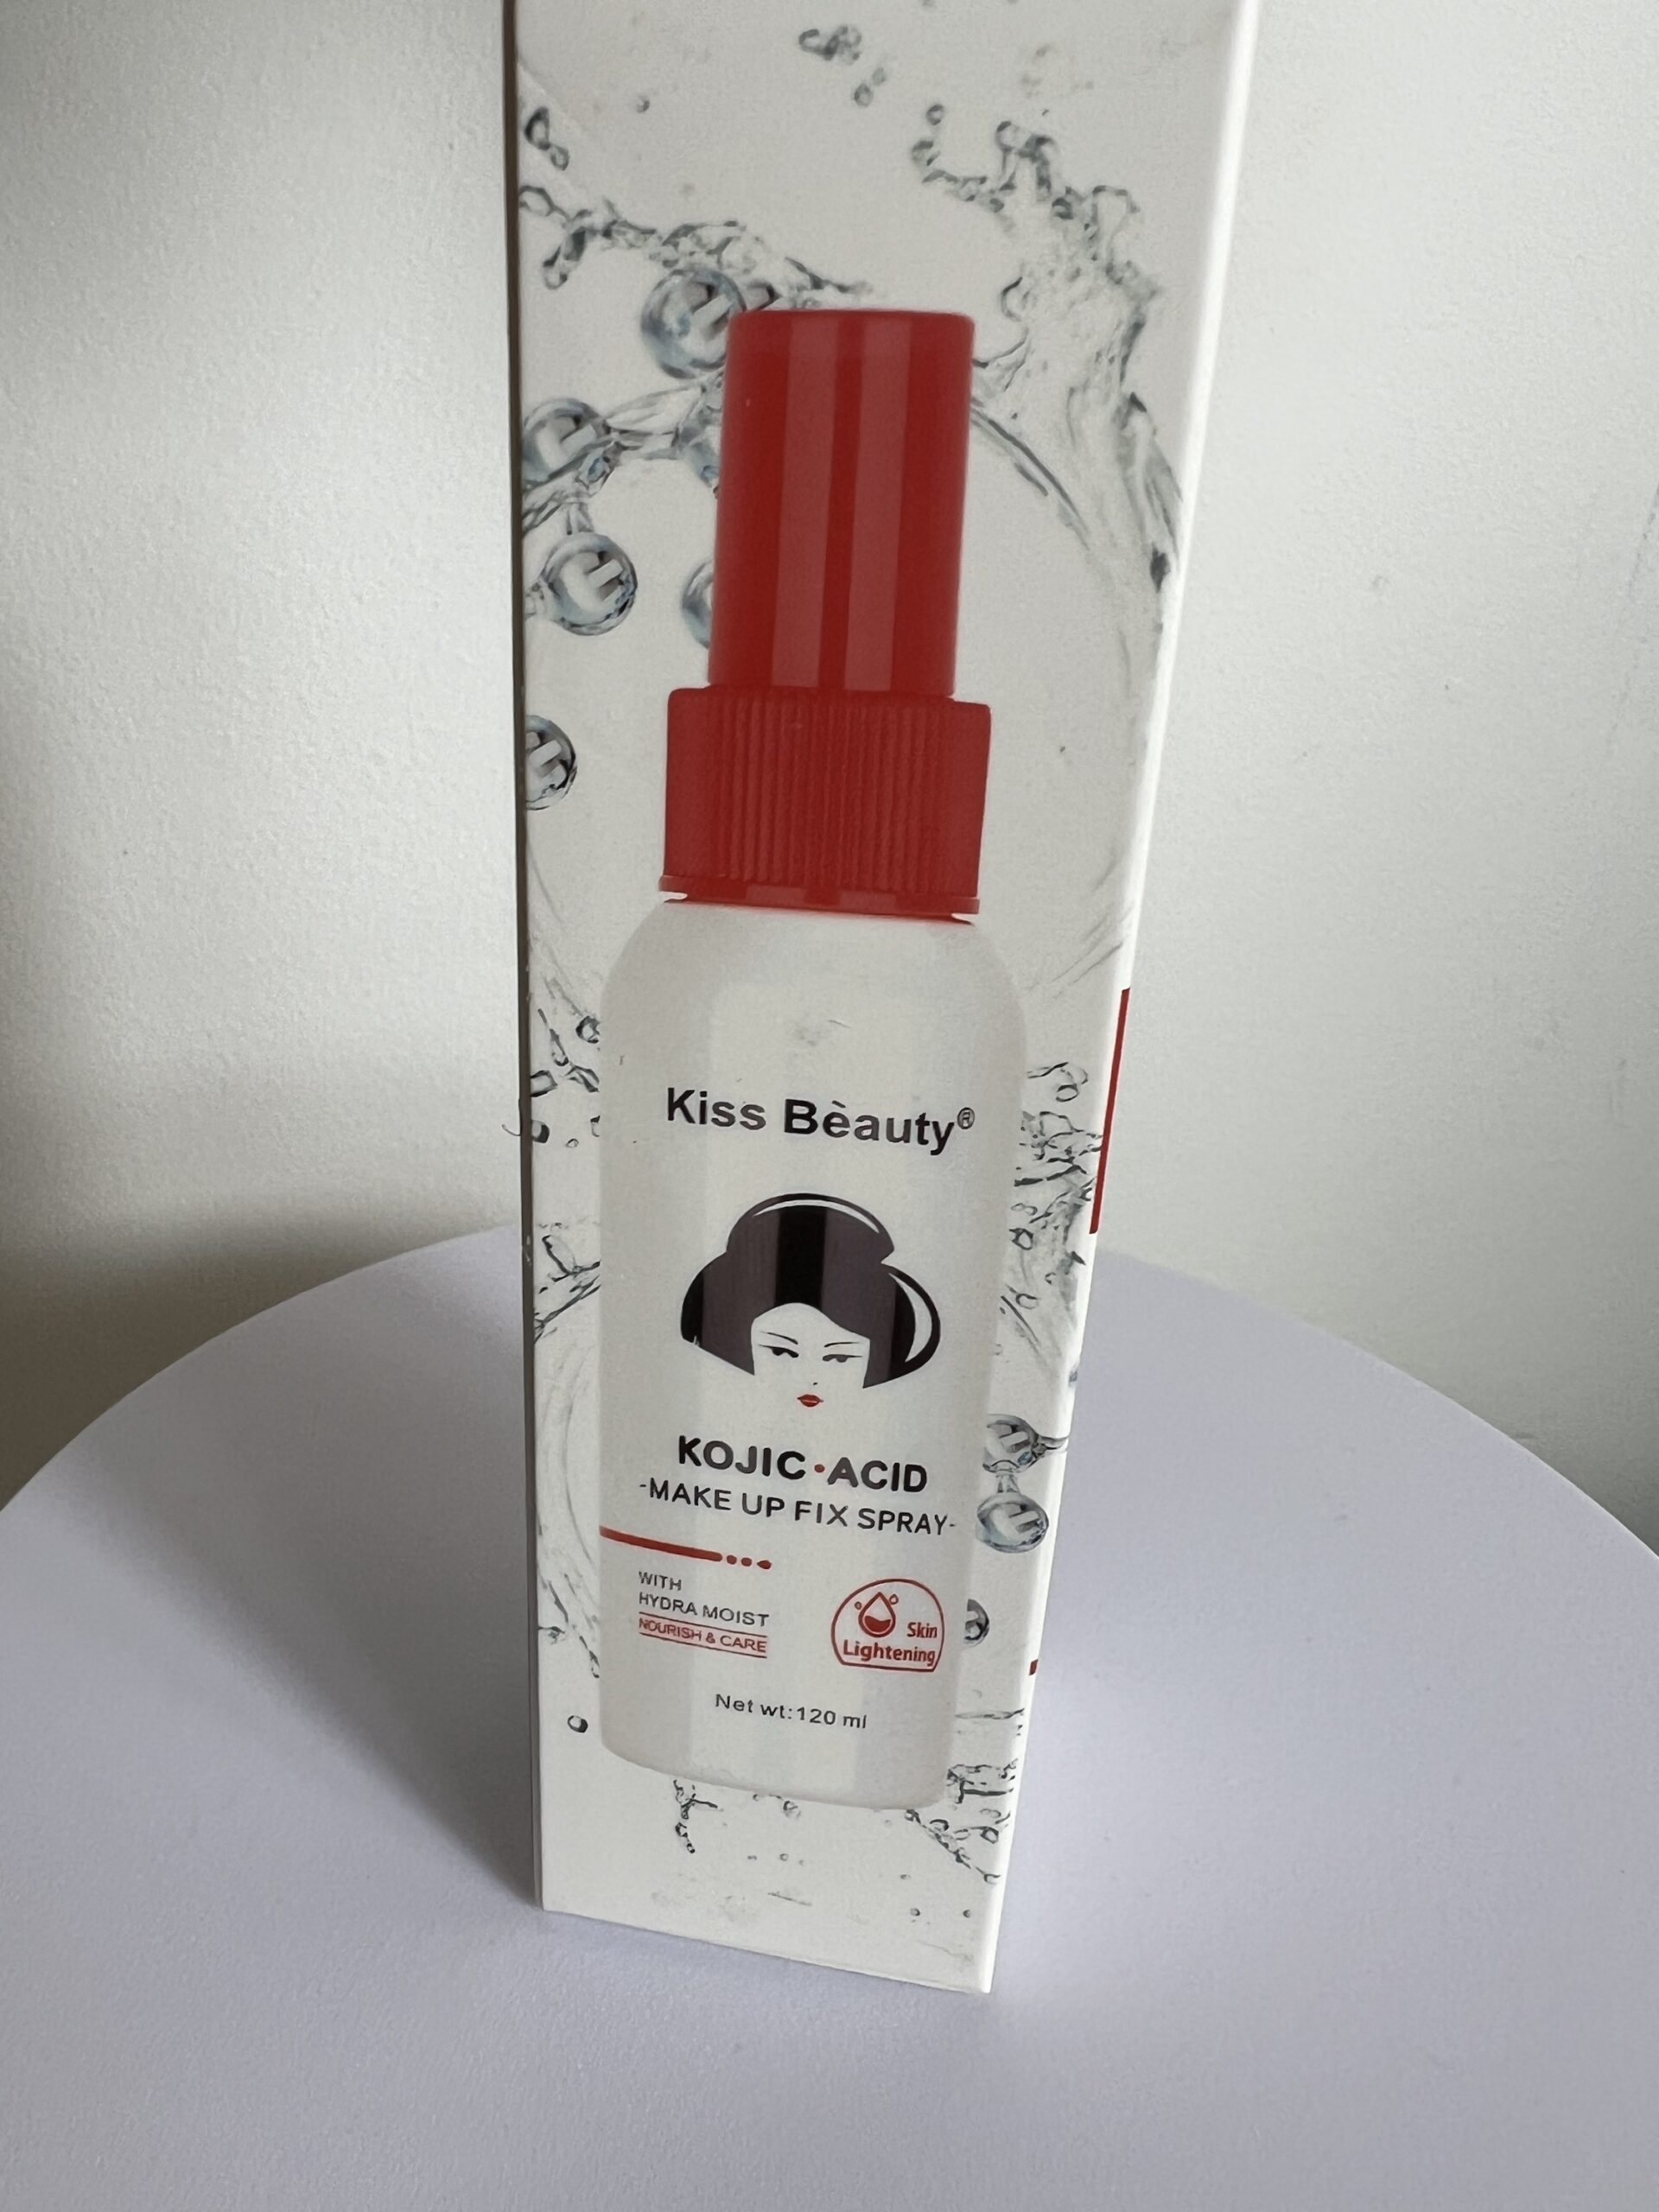 Kiss Bèauty®
KOJIC·ACID
-MAKE UP FIX SPRAY-
WITH
HYDRA MOIST
NOURISH & CARE
Skin
Lightening
Net wt:120 ml